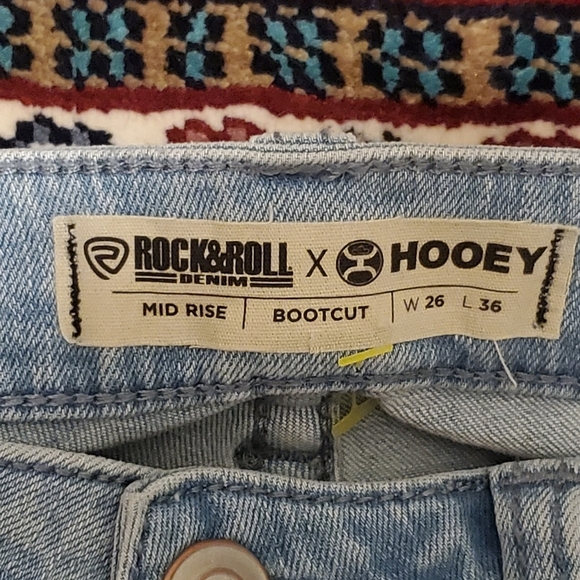 ROCK&ROLL DENIM X HOOEY
MID RISE BOOTCUT W 26 L 36